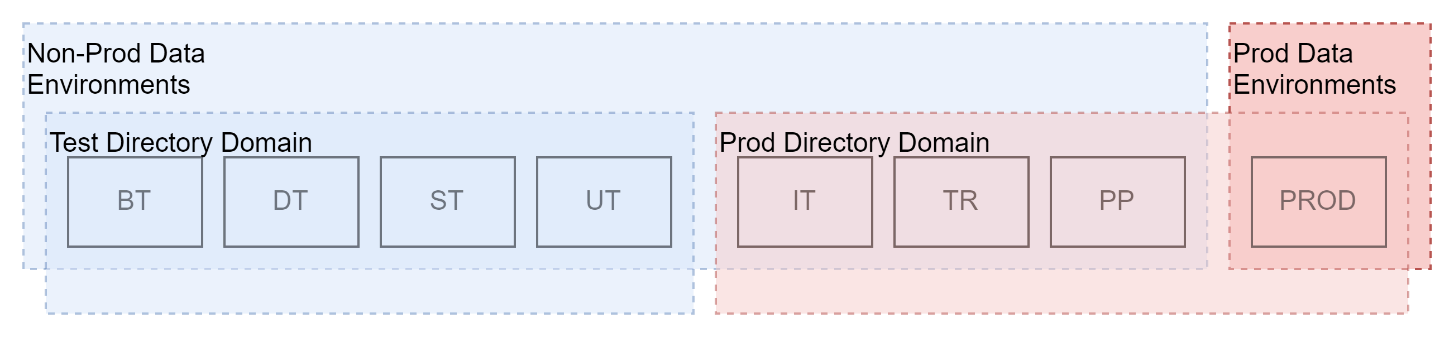 Non-Prod Data
Environments
Prod Data
Environments
Test Directory Domain
Prod Directory Domain
BT
DT
ST
UT
IT
TR
PP
PROD